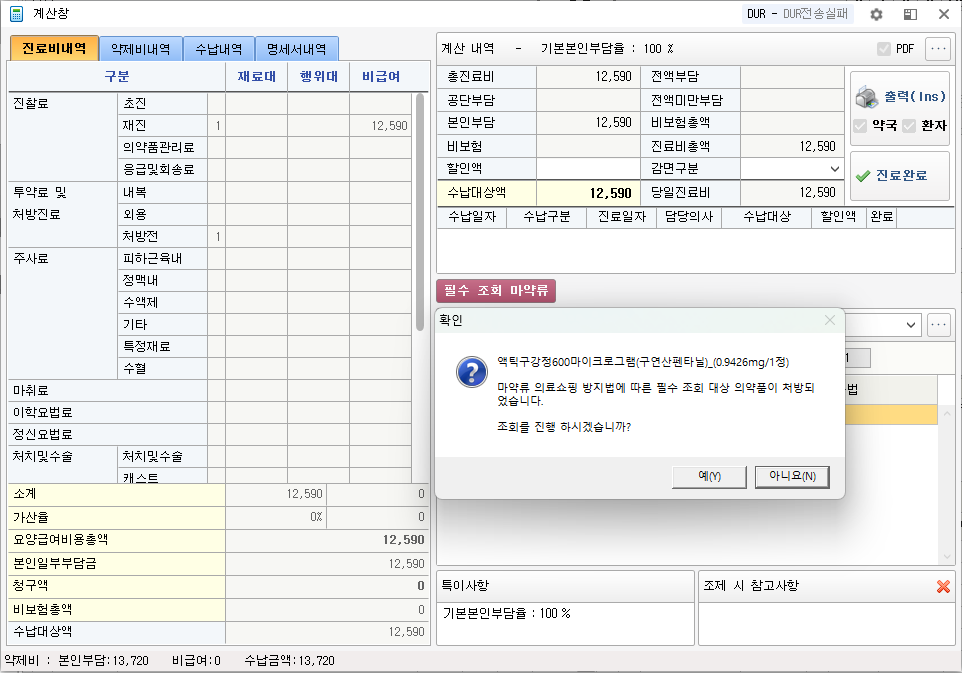 계산창
DUR - DUR전송실패
진료비내역 약제비내역 수납내역 명세서내역
구분 재료대 행위대 비급여
진찰료 초진
재진 1 12,590
의약품관리료
응급및회송료
투약료 및 내복
처방진료 외용
처방전 1
주사료 피하근육내
정맥내
수액제
기타
특정재료
수혈
마취료
이학요법료
정신요법료
처치및수술 처치및수술
캐스트
소계 12,590 0
가산율 0% 0
요양급여비용총액 12,590
본인일부부담금 12,590
청구액 0
비보험총액 0
수납대상액 12,590
계산 내역 - 기본본인부담율 : 100 % PDF ...
총진료비 12,590 전액부담
공단부담 전액미만부담
본인부담 12,590 비보험총액
비보험 진료비총액 12,590
할인액 감면구분
수납대상액 12,590 당일진료비 12,590
출력(Ins)
약국 환자
진료완료
수납일자 수납구분 진료일자 담당의사 수납대상 할인액 완료
필수 조회 마약류
...
1
법
확인
액틱구강정600마이크로그램(구연산펜타닐)_(0.9426mg/1정)
마약류 의료쇼핑 방지법에 따른 필수 조회 대상 의약품이 처방되
었습니다.
조회를 진행 하시겠습니까?
예(Y) 아니요(N)
특이사항
기본본인부담율 : 100 %
조제 시 참고사항
약제비 : 본인부담:13,720 비급여:0 수납금액:13,720